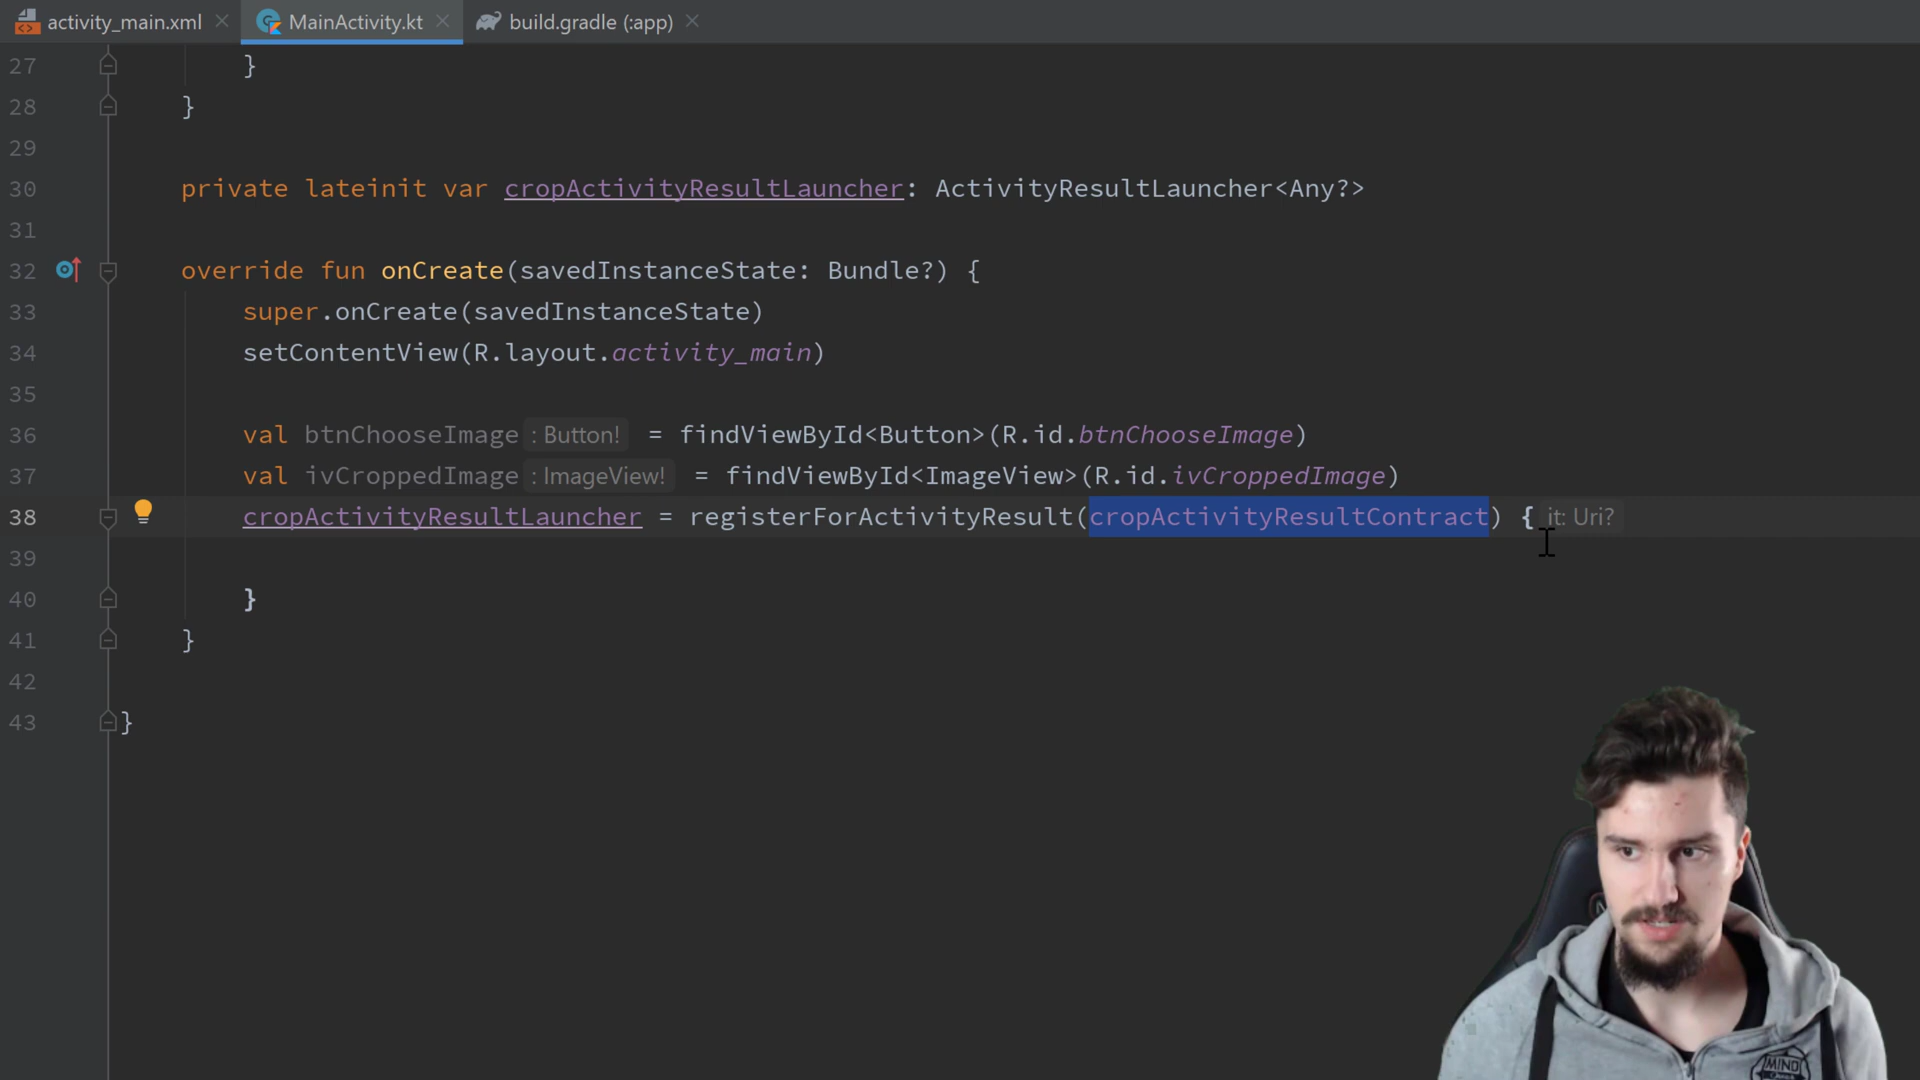 activity_main.xml MainActivity.kt build.gradle (:app)
27 }
28 }
29
30 private lateinit var cropActivityResultLauncher: ActivityResultLauncher<Any?>
31
32 override fun onCreate(savedInstanceState: Bundle?) {
33 super.onCreate(savedInstanceState)
34 setContentView(R.layout.activity_main)
35
36 val btnChooseImage : Button! = findViewById<Button>(R.id.btnChooseImage)
37 val ivCroppedImage : ImageView! = findViewById<ImageView>(R.id.ivCroppedImage)
38 cropActivityResultLauncher = registerForActivityResult(cropActivityResultContract) { it: Uri?
39
40 }
41 }
42
43 }
MIND